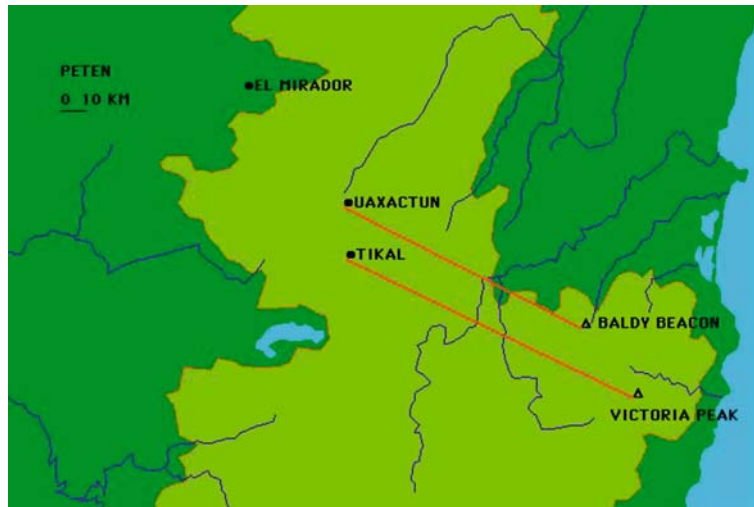 PETEN
EL MIRADOR
0 10 KM
UAXACTUN
TIKAL
BALDY BEACON
VICTORIA PEAK